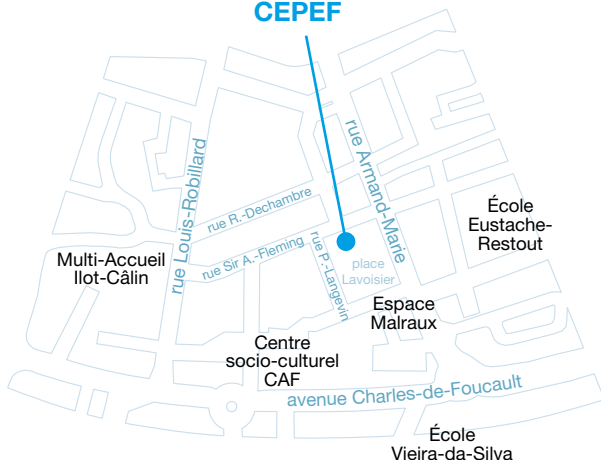 CEPEF
rue Armand-Marie
rue Louis-Robillard
rue R.-Dechambre
École
Eustache-
Restout
rue Sir A.-Fleming
rue P.-Langevin
Multi-Accueil
Ilot-Câlin
place
Lavoisier
Espace
Malraux
Centre
socio-culturel
CAF
avenue Charles-de-Foucault
École
Vieira-da-Silva